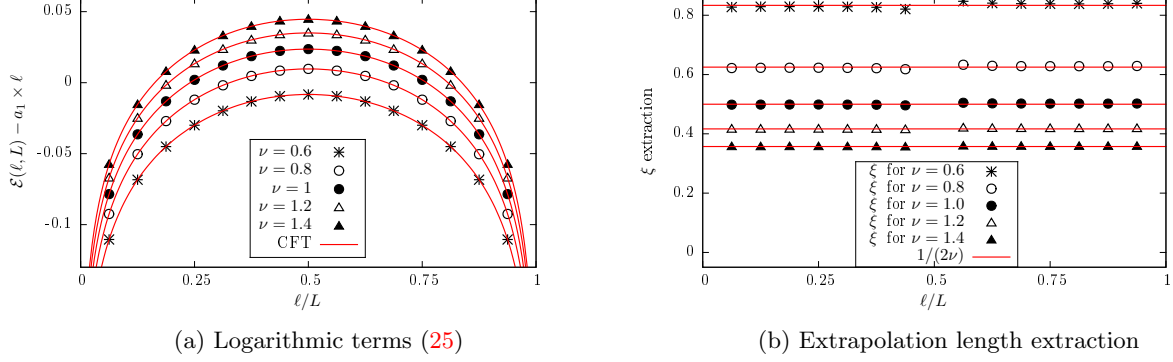 0.05
0
-0.05
-0.1
ℰ(ℓ, L) − a₁ × ℓ
ν = 0.6
ν = 0.8
ν = 1
ν = 1.2
ν = 1.4
CFT
0 0.25 0.5 0.75 1
ℓ/L
(a) Logarithmic terms (25)
0.8
0.6
0.4
0.2
0
ξ extraction
ξ for ν = 0.6
ξ for ν = 0.8
ξ for ν = 1.0
ξ for ν = 1.2
ξ for ν = 1.4
1/(2ν)
0 0.25 0.5 0.75 1
ℓ/L
(b) Extrapolation length extraction